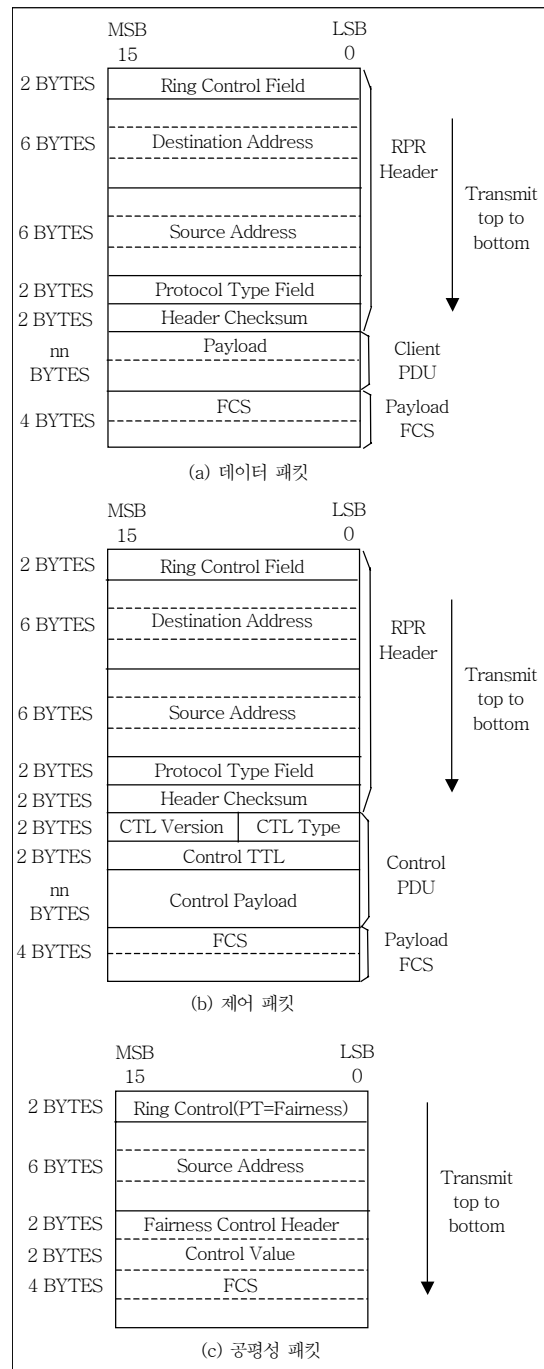 MSB LSB
15 0
2 BYTES Ring Control Field
6 BYTES Destination Address
RPR
Header
Transmit
top to
bottom
6 BYTES Source Address
2 BYTES Protocol Type Field
2 BYTES Header Checksum
nn
BYTES
Payload
Client
PDU
4 BYTES FCS
Payload
FCS
(a) 데이터 패킷
MSB LSB
15 0
2 BYTES Ring Control Field
6 BYTES Destination Address
RPR
Header
Transmit
top to
bottom
6 BYTES Source Address
2 BYTES Protocol Type Field
2 BYTES Header Checksum
2 BYTES CTL Version CTL Type
2 BYTES Control TTL
Control
PDU
nn
BYTES
Control Payload
4 BYTES FCS
Payload
FCS
(b) 제어 패킷
MSB LSB
15 0
2 BYTES Ring Control(PT=Fairness)
6 BYTES Source Address
Transmit
top to
bottom
2 BYTES Fairness Control Header
2 BYTES Control Value
4 BYTES FCS
(c) 공평성 패킷